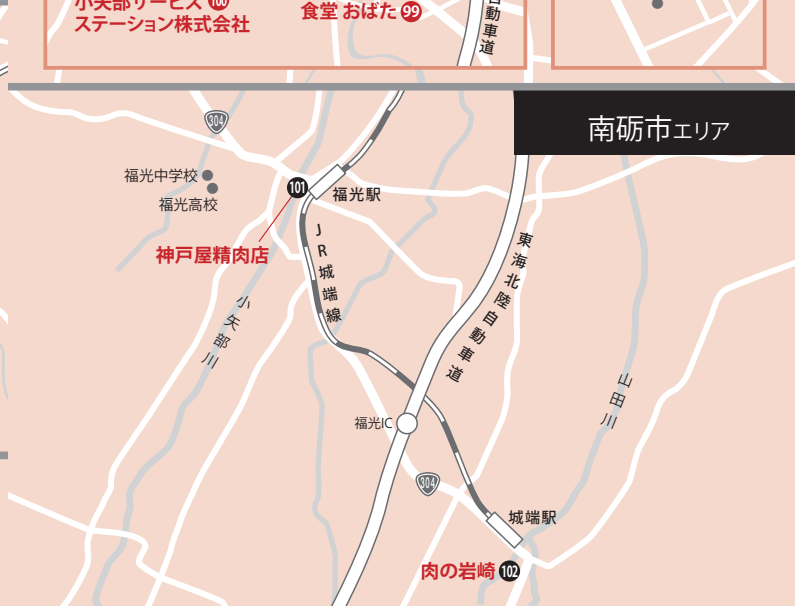 小矢部サービス 100
ステーション株式会社
食堂 おばた 99
自動車道
南砺市エリア
304
福光中学校
福光高校
101
福光駅
神戸屋精肉店
JR城端線
東海北陸自動車道
小矢部川
山田川
福光IC
304
城端駅
肉の岩崎 102